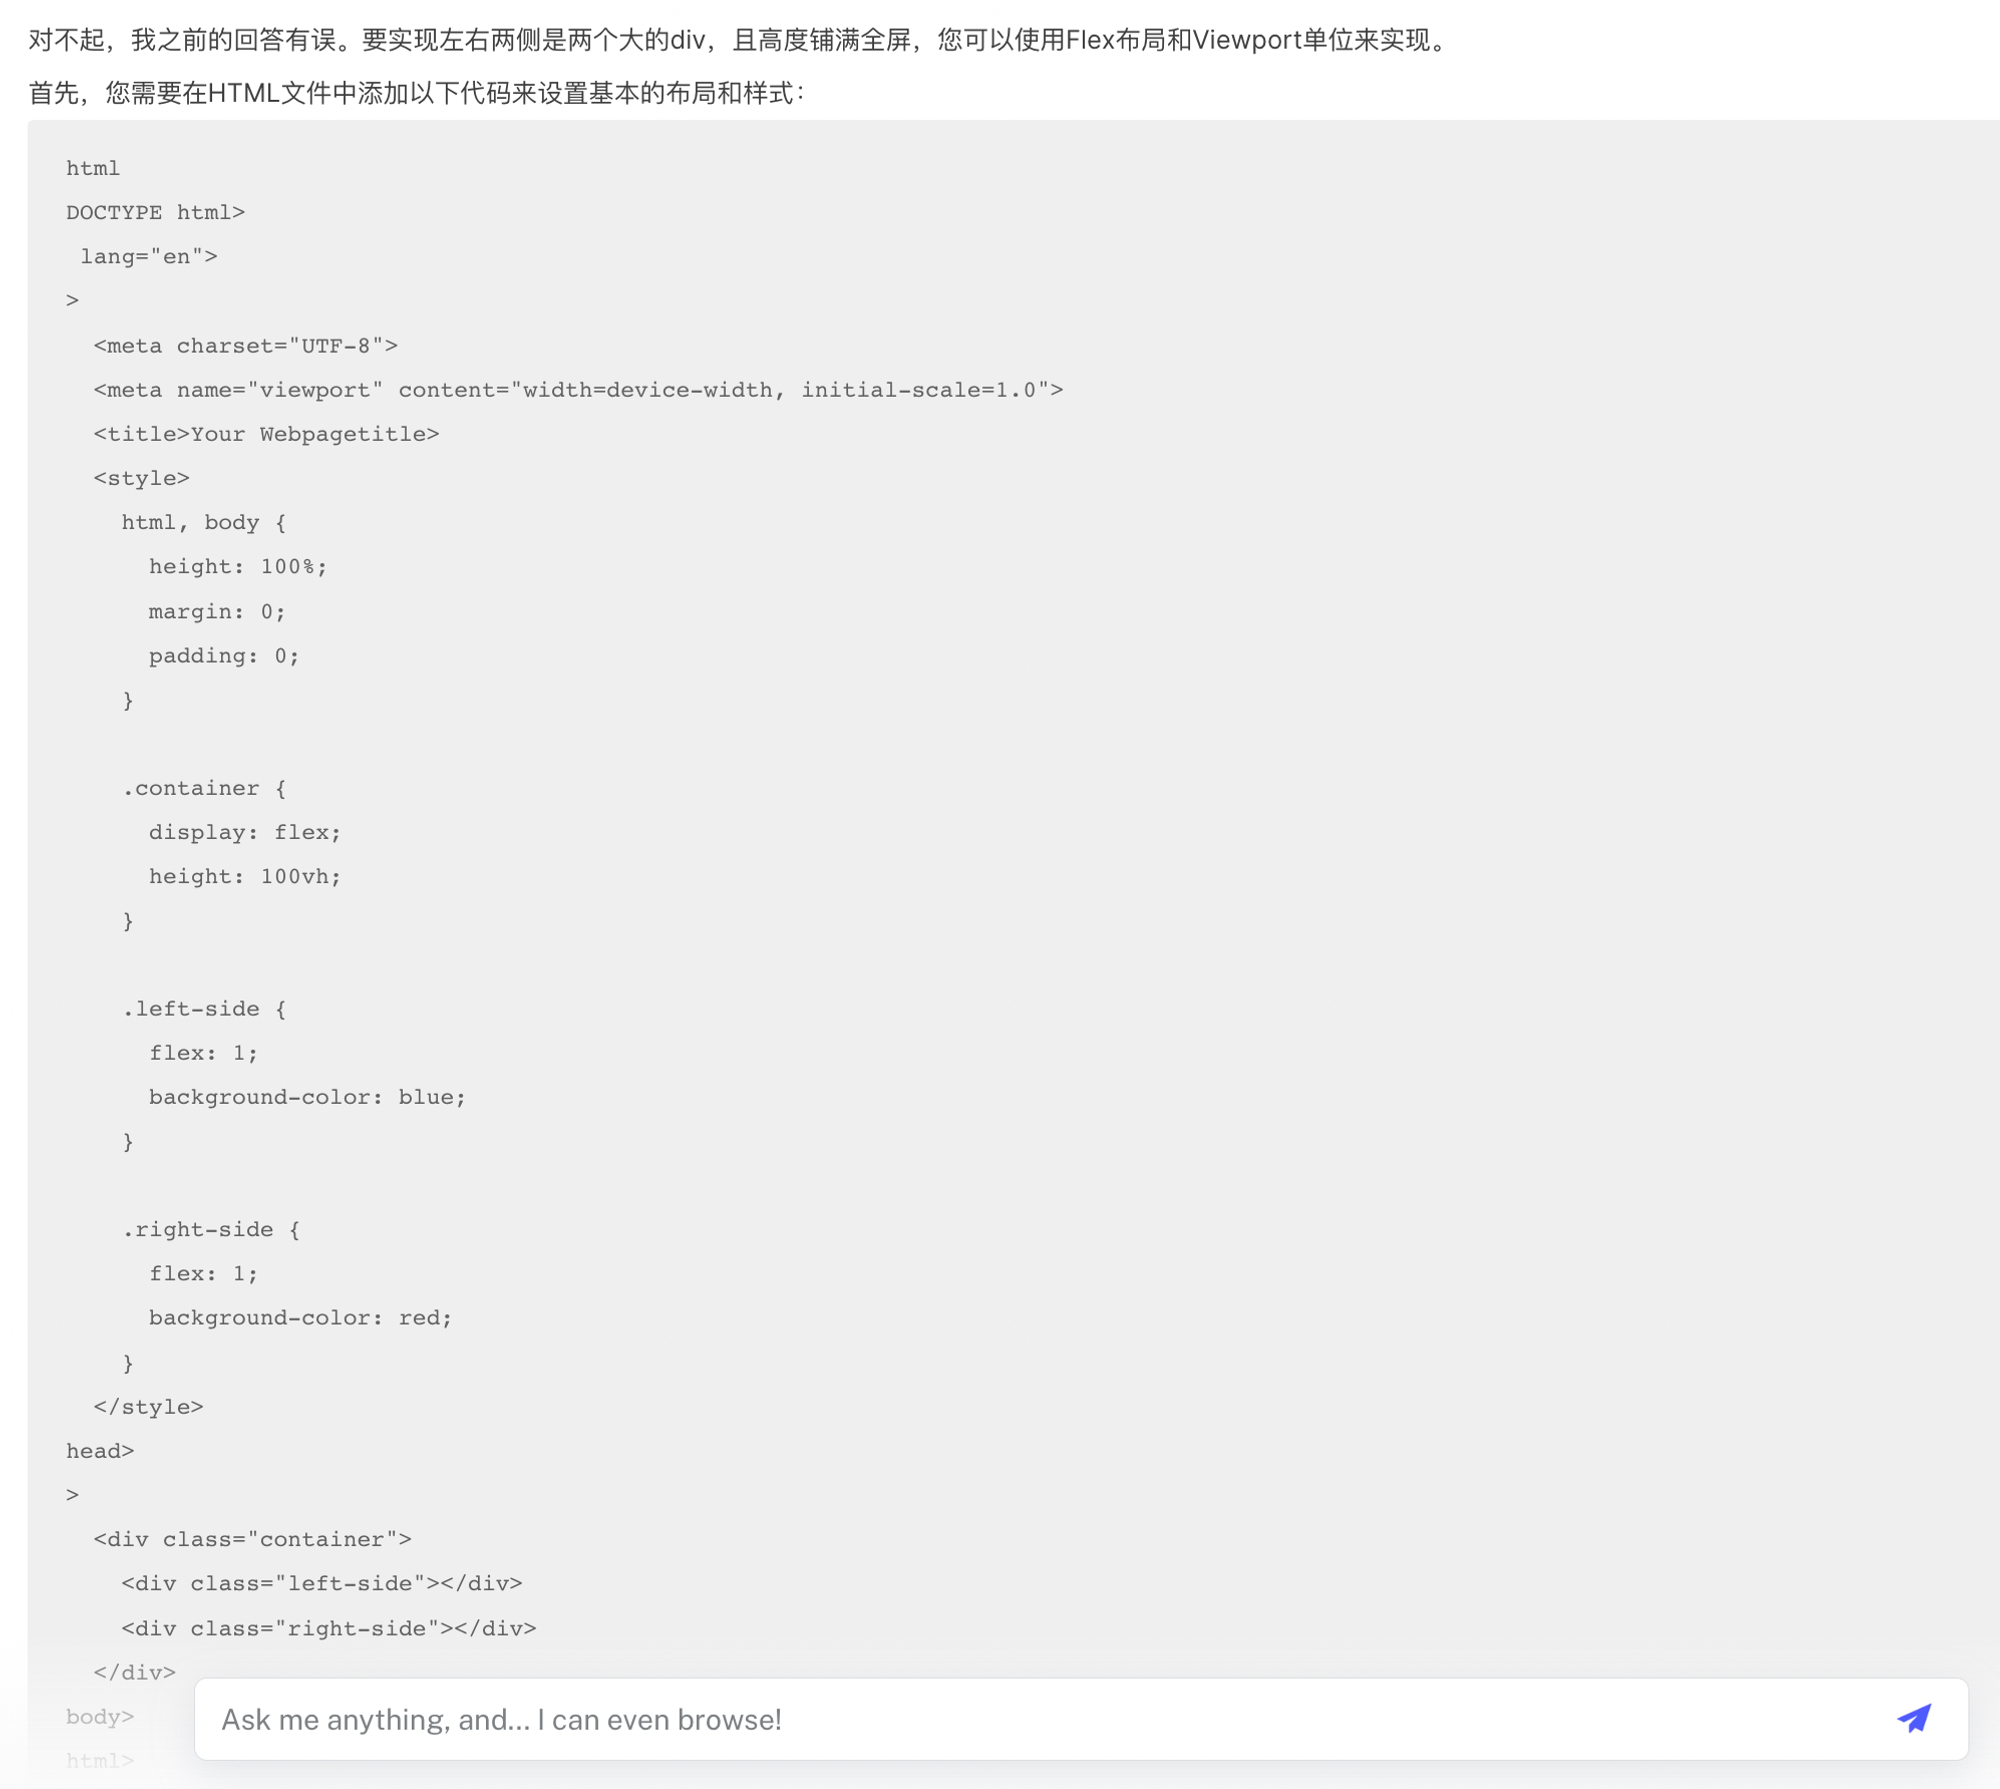 对不起，我之前的回答有误。要实现左右两侧是两个大的div，且高度铺满全屏，您可以使用Flex布局和Viewport单位来实现。
首先，您需要在HTML文件中添加以下代码来设置基本的布局和样式：
html
DOCTYPE html>
 lang="en">
>
  <meta charset="UTF-8">
  <meta name="viewport" content="width=device-width, initial-scale=1.0">
  <title>Your Webpagetitle>
  <style>
    html, body {
      height: 100%;
      margin: 0;
      padding: 0;
    }
    .container {
      display: flex;
      height: 100vh;
    }
    .left-side {
      flex: 1;
      background-color: blue;
    }
    .right-side {
      flex: 1;
      background-color: red;
    }
  </style>
head>
>
  <div class="container">
    <div class="left-side"></div>
    <div class="right-side"></div>
  </div>
body>
html>
Ask me anything, and... I can even browse!